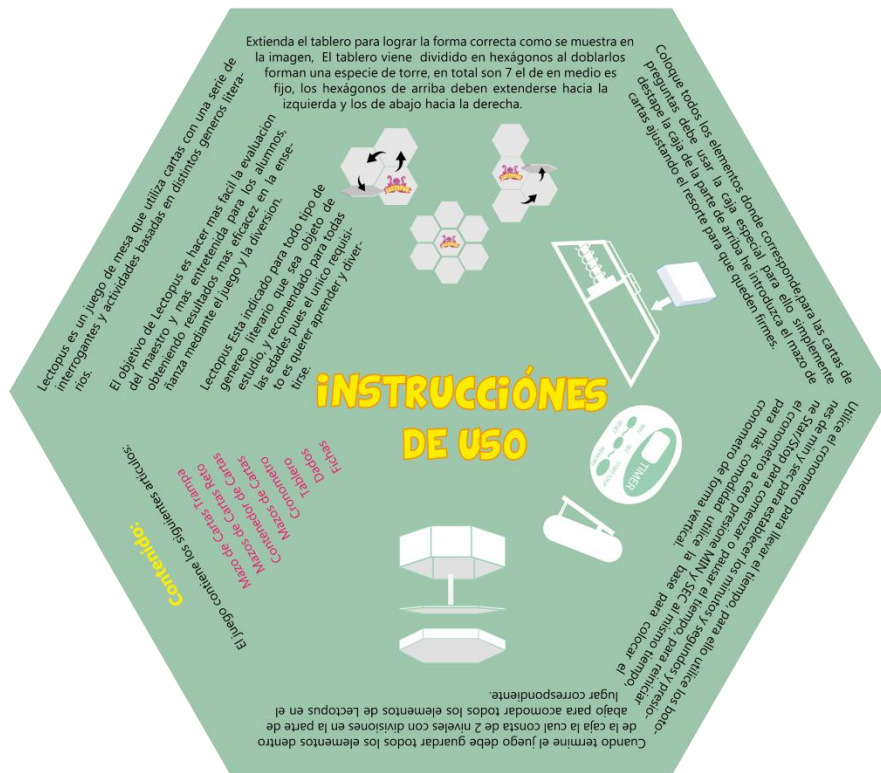 iNSTRUCCIÓNES
DE USO
Lectopus es un juego de mesa que utiliza cartas con una serie de
interrogantes y actividades basadas en distintos generos litera-
rios.
El objetivo de Lectopus es hacer mas facil la evaluacion
del maestro y mas entretenida para los alumnos,
obteniendo resultados mas eficacez en la ense-
ñanza mediante el juego y la diversion.
Lectopus Esta indicado para todo tipo de
genereo literario que sea objeto de
estudio, y recomendado para todas
las edades pues el unico requisi-
to es querer aprender y diver-
tirse.
Extienda el tablero para lograr la forma correcta como se muestra en
la imagen, El tablero viene dividido en hexágonos al doblarlos
forman una especie de torre, en total son 7 el de en medio es
fijo, los hexágonos de arriba deben extenderse hacia la
izquierda y los de abajo hacia la derecha.
Coloque todos los elementos donde corresponde,para las cartas de
preguntas debe usar la caja especial para ello simplemente
destape la caja de la parte de arriba he introduzca el mazo de
cartas ajustando el resorte para que queden firmes.
Utilice el cronometro para llevar el tiempo, para ello utilice los boto-
nes de min y sec para establecer los minutos y segundos y presio-
ne Star/Stop para comenzar o pausar el tiempo, para reiniciar
el cronometro a cero presione MIN y SEC al mismo tiempo,
para más comodidad utilice la base para colocar el
cronometro de forma vertical.
TIMER
MIN
SEC
START/STOP
Cuando termine el juego debe guardar todos los elementos dentro
de la caja la cual consta de 2 niveles con divisiones en la parte de
abajo para acomodar todos los elementos de Lectopus en el
lugar correspondiente.
Contenido:
El juego contiene los siguientes artículos:
Mazo de Cartas Trampa
Mazos de Cartas Reto
Contenedor de Cartas
Mazos de Cartas
Cronometro
Tablero
Dados
Fichas